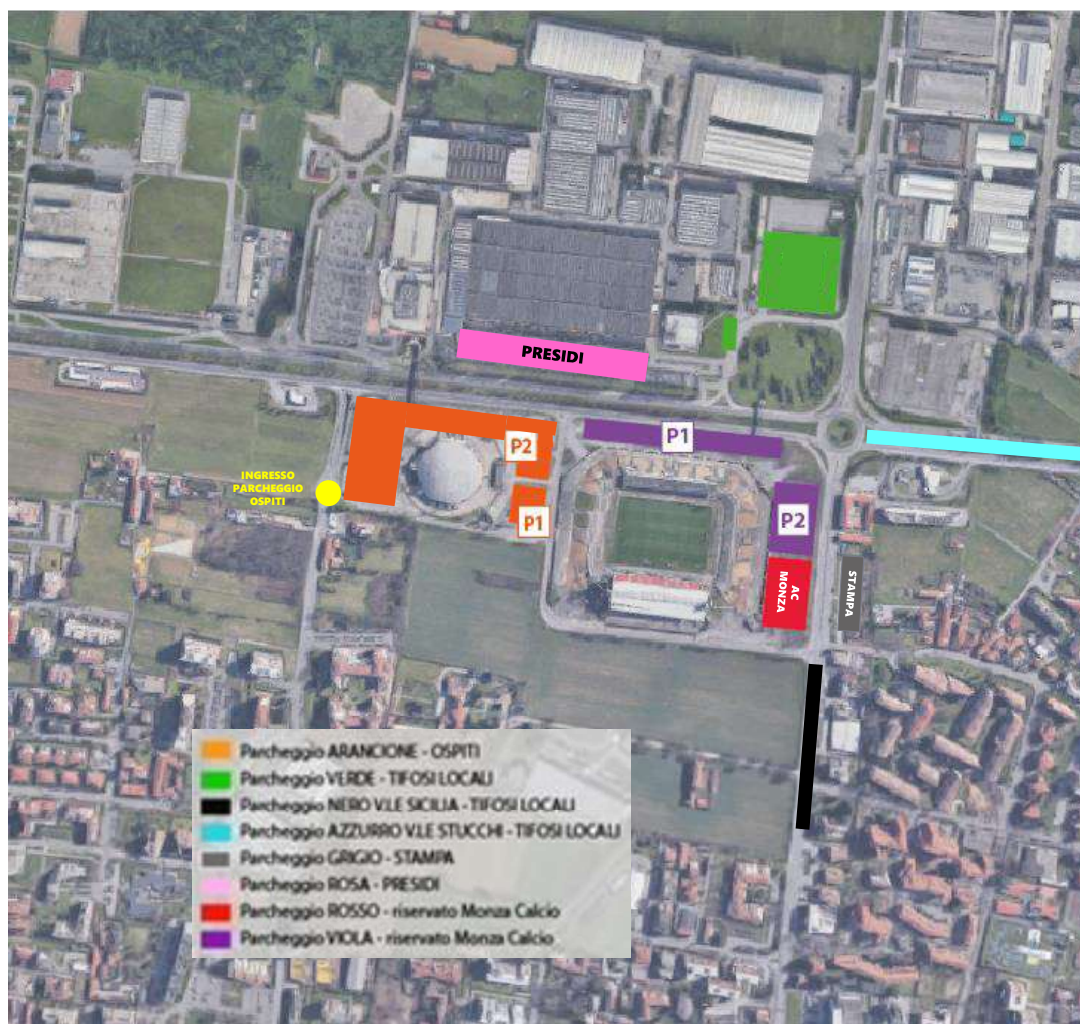 PRESIDI
P1
P2
INGRESSO
PARCHEGGIO
OSPITI
P1
P2
AC
MONZA
STAMPA
Parcheggio ARANCIONE - OSPITI
Parcheggio VERDE - TIFOSI LOCALI
Parcheggio NERO V.LE SICILIA - TIFOSI LOCALI
Parcheggio AZZURRO V.LE STUCCHI - TIFOSI LOCALI
Parcheggio GRIGIO - STAMPA
Parcheggio ROSA - PRESIDI
Parcheggio ROSSO - riservato Monza Calcio
Parcheggio VIOLA - riservato Monza Calcio